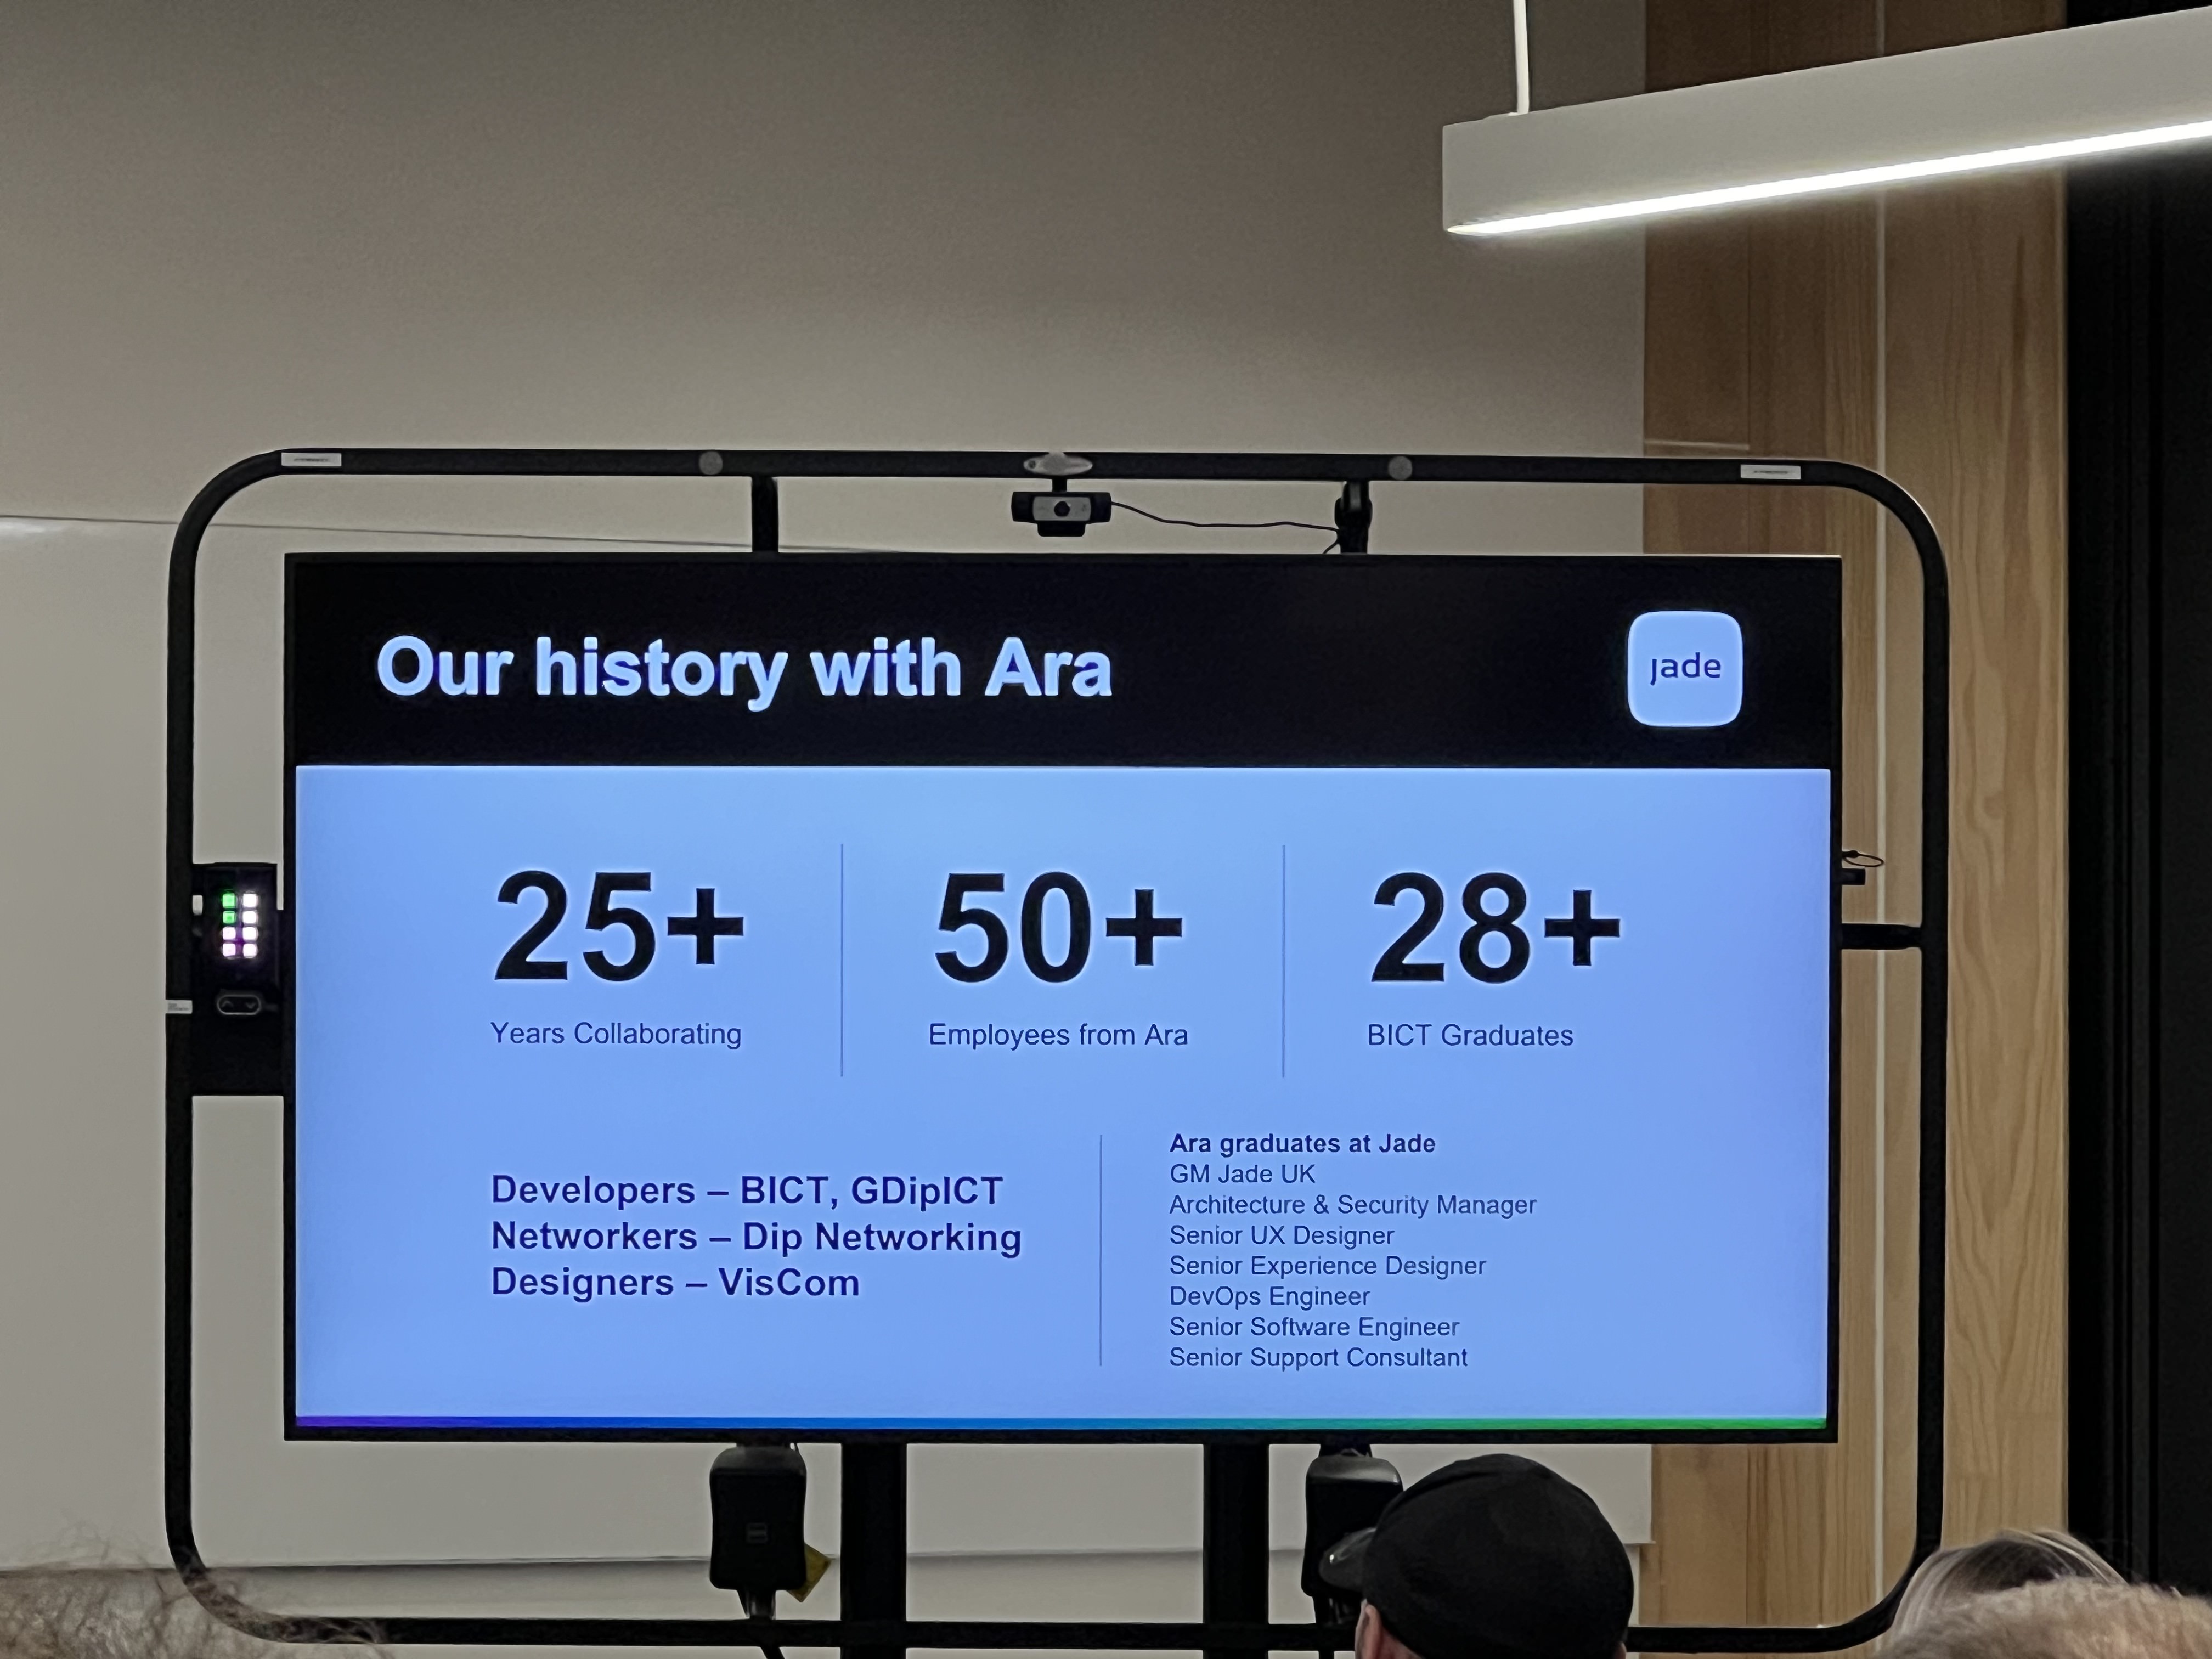 Our history with Ara
jade
25+
Years Collaborating
50+
Employees from Ara
28+
BICT Graduates
Developers – BICT, GDipICT
Networkers – Dip Networking
Designers – VisCom
Ara graduates at Jade
GM Jade UK
Architecture & Security Manager
Senior UX Designer
Senior Experience Designer
DevOps Engineer
Senior Software Engineer
Senior Support Consultant